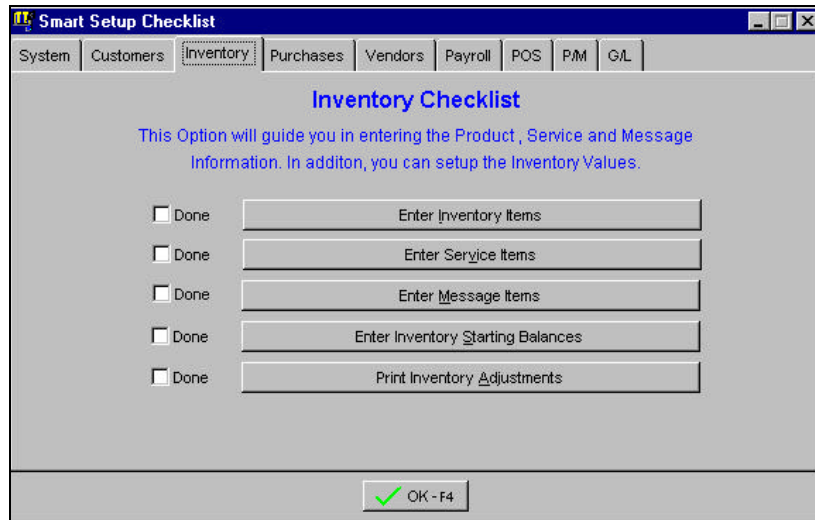 Smart Setup Checklist
System Customers Inventory Purchases Vendors Payroll POS P/M G/L
Inventory Checklist
This Option will guide you in entering the Product , Service and Message
Information. In additon, you can setup the Inventory Values.
Done Enter Inventory Items
Done Enter Service Items
Done Enter Message Items
Done Enter Inventory Starting Balances
Done Print Inventory Adjustments
OK - F4